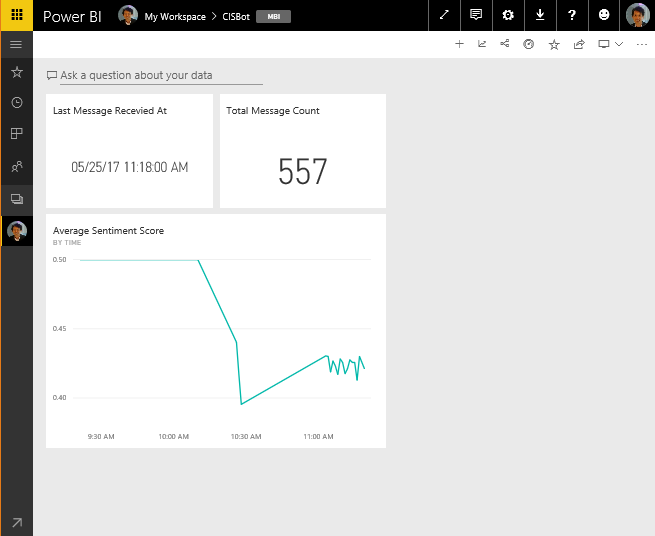 Power BI My Workspace > CISBot MBI
Ask a question about your data
Last Message Recevied At
05/25/17 11:18:00 AM
Total Message Count
557
Average Sentiment Score
BY TIME
0.50
0.45
0.40
9:30 AM 10:00 AM 10:30 AM 11:00 AM